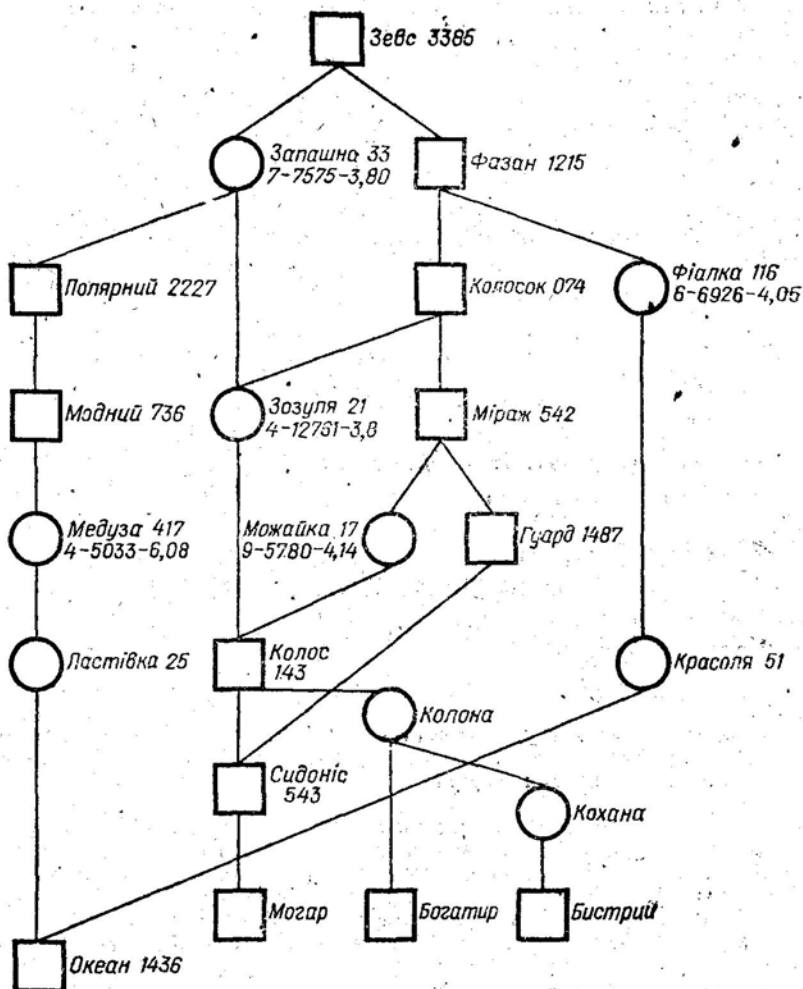 Зевс 3385
Запашна 33
7-7575-3,80
Фазан 1215
Полярний 2227
Колосок 074
Фіалка 116
6-6926-4,05
Модний 736
Зозуля 21
4-12761-3,8
Міраж 542
Медуза 417
4-5033-6,08
Можайка 17
9-5780-4,14
Гуард 1487
Ластівка 25
Колос
143
Красоля 51
Колона
Сидоніс
543
Кохана
Могар
Богатир
Бистрий
Океан 1436